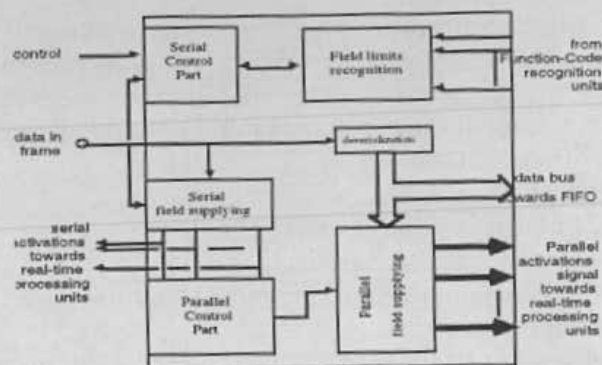 control
Serial
Control
Part
Field limits
recognition
from
Function-Code
recognition
units
data in
frame
deserialization
data bus
wards FIFO
Serial
field supplying
serial
activations
towards
real-time
processing
units
Parallel
Control
Part
Parallel
field supplying
Parallel
activations
signal
towards
real-time
processing
units